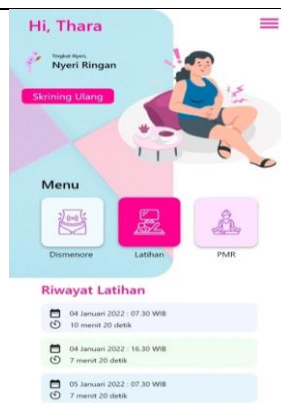 Hi, Thara
Tingkat Nyeri,
Nyeri Ringan
Skrining Ulang
Menu
Dismenore
Latihan
PMR
Riwayat Latihan
04 Januari 2022 : 07.30 WIB
10 menit 20 detik
04 Januari 2022 : 16.30 WIB
7 menit 20 detik
05 Januari 2022 : 07.30 WIB
7 menit 20 detik